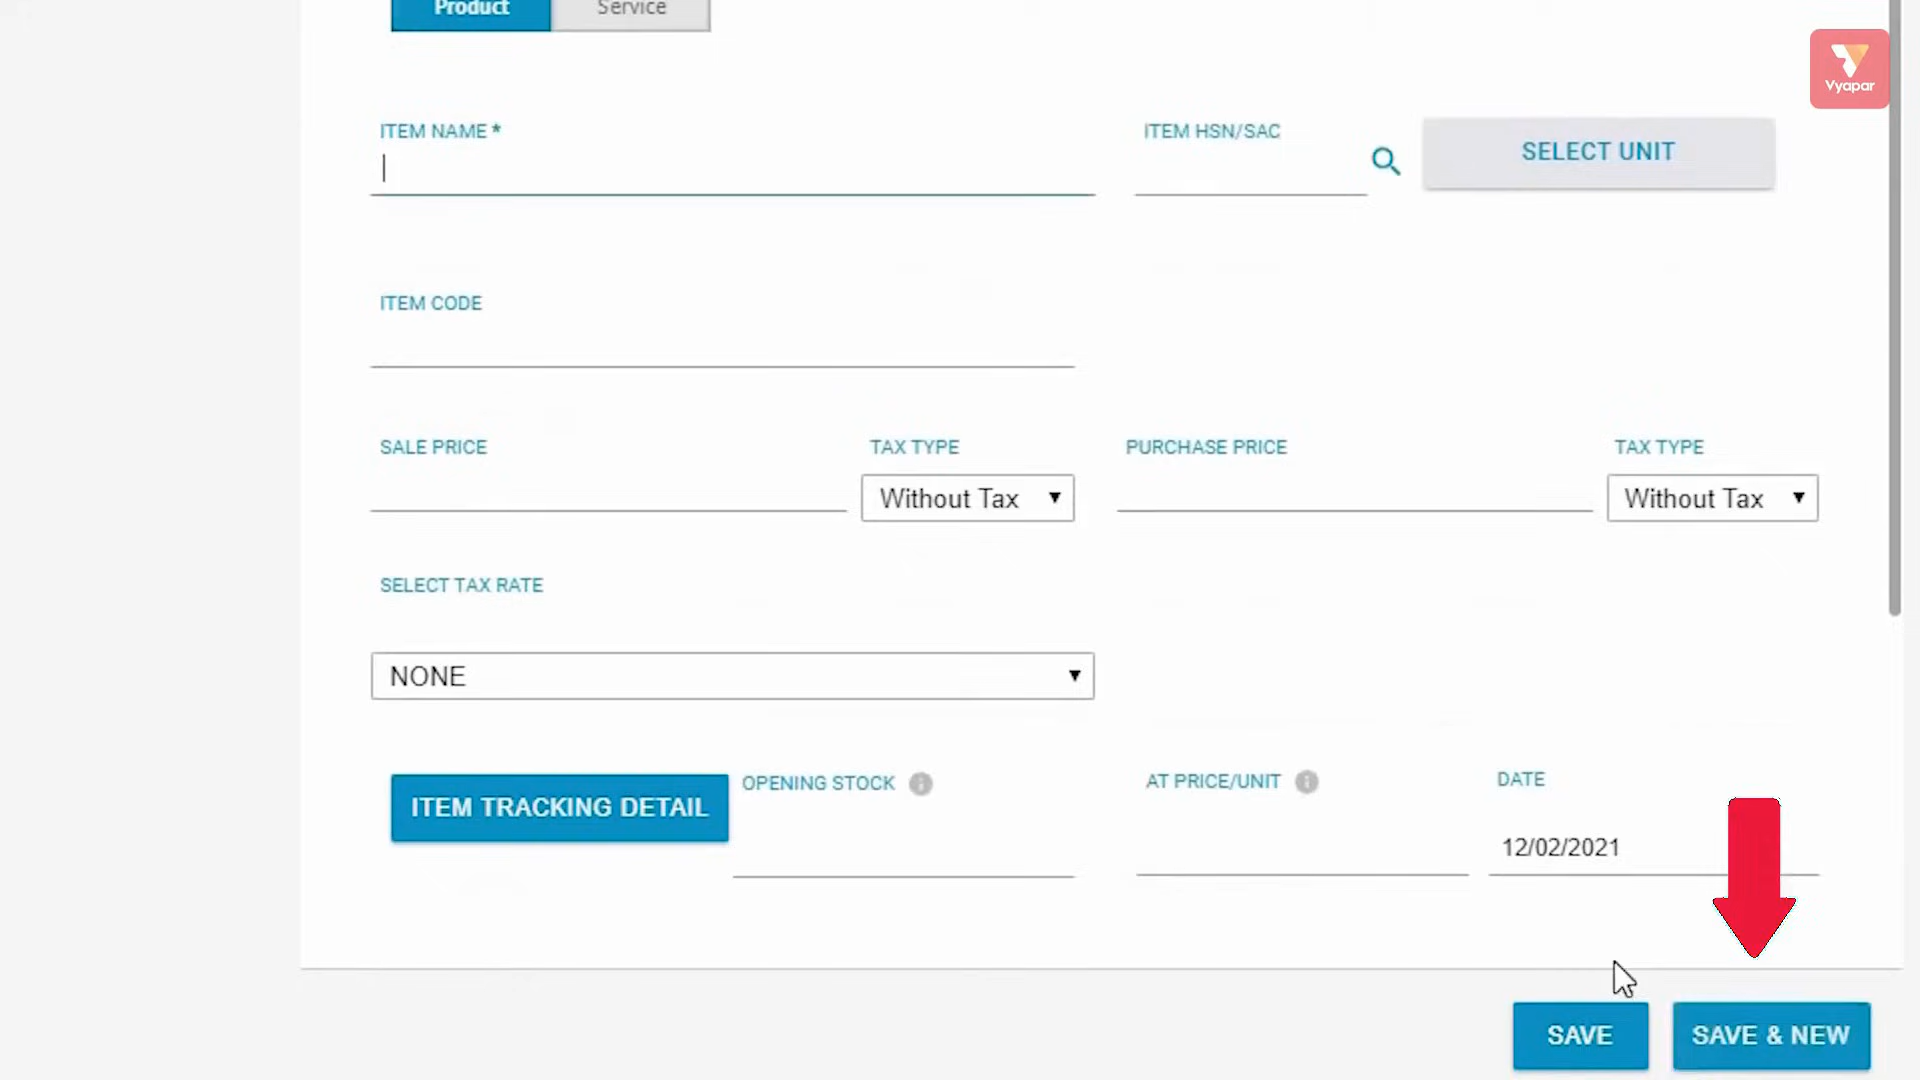 Product Service
Vyapar
ITEM NAME *
ITEM HSN/SAC
SELECT UNIT
ITEM CODE
SALE PRICE
TAX TYPE
PURCHASE PRICE
TAX TYPE
Without Tax
Without Tax
SELECT TAX RATE
NONE
ITEM TRACKING DETAIL
OPENING STOCK
AT PRICE/UNIT
DATE
12/02/2021
SAVE
SAVE & NEW